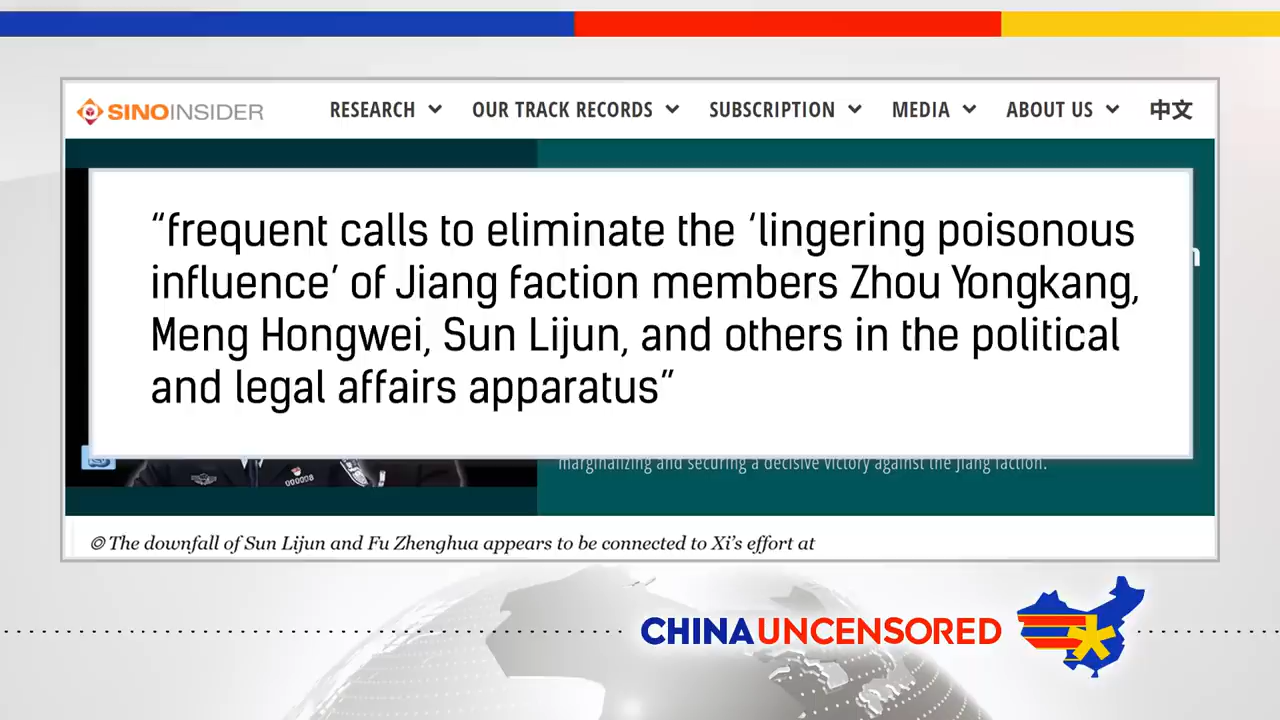 SINOINSIDER RESEARCH OUR TRACK RECORDS SUBSCRIPTION MEDIA ABOUT US 中文
“frequent calls to eliminate the ‘lingering poisonous
influence’ of Jiang faction members Zhou Yongkang,
Meng Hongwei, Sun Lijun, and others in the political
and legal affairs apparatus”
marginalizing and securing a decisive victory against the Jiang faction.
000008
© The downfall of Sun Lijun and Fu Zhenghua appears to be connected to Xi’s effort at
CHINA UNCENSORED